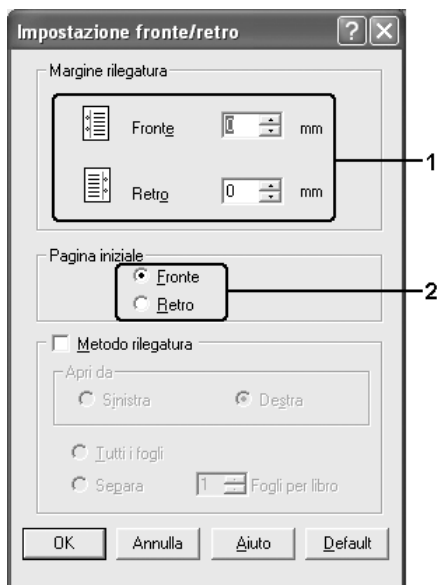 Impostazione fronte/retro
Margine rilegatura
Fronte 0 mm
1
Retro 0 mm
Pagina iniziale
Fronte
2
Retro
Metodo rilegatura
Apri da
Sinistra Destra
Tutti i fogli
Separa 1 Fogli per libro
OK Annulla Aiuto Default